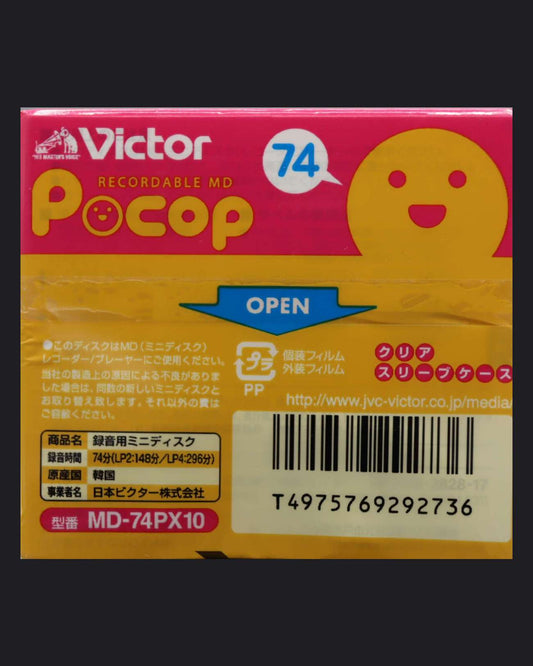 "HIS MASTER'S VOICE"
Victor
74
RECORDABLE MD
Pocop
OPEN
●このディスクはMD(ミニディスク)
レコーダー/プレーヤーにご使用ください。
当社の製造上の原因による不良がありま
した場合は、同数の新しいミニディスクと
お取り替え致します。それ以外の責はご
容赦ください。
プラ
PP
個装フィルム
外装フィルム
クリア
スリーブケース
http://www.jvc-victor.co.jp/media/
商品名 録音用ミニディスク
録音時間 74分(LP2:148分/LP4:296分)
原産国 韓国
事業者名 日本ビクター株式会社
型番 MD-74PX10
T4975769292736